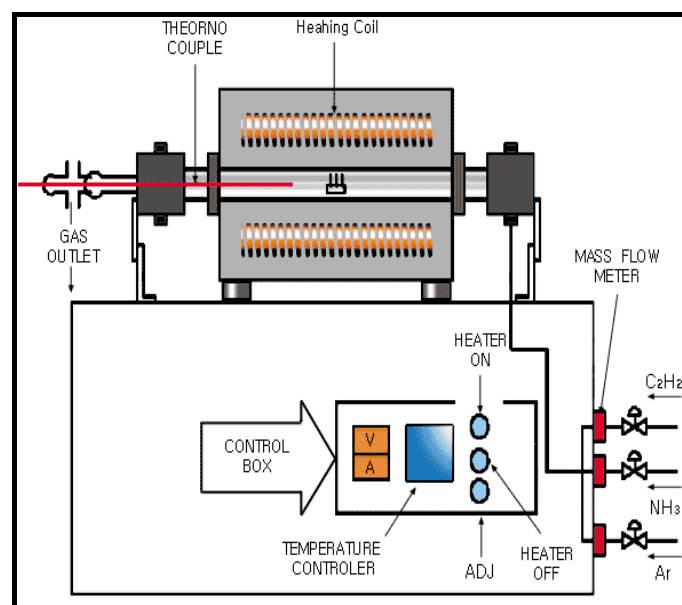 THEORNO
COUPLE
Heahing Coil
GAS
OUTLET
MASS FLOW
METER
HEATER
ON
C₂H₂
CONTROL
BOX
V
A
NH₃
TEMPERATURE
CONTROLER
ADJ
HEATER
OFF
Ar